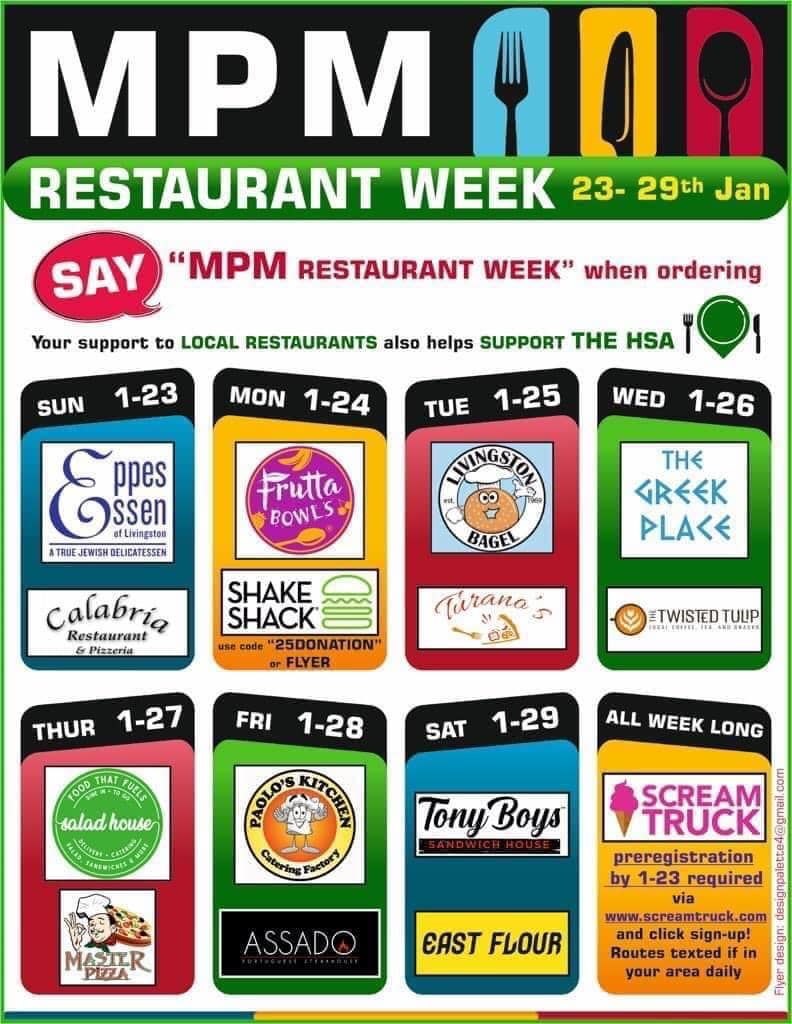 MPM
RESTAURANT WEEK 23- 29th Jan
SAY "MPM RESTAURANT WEEK" when ordering
Your support to LOCAL RESTAURANTS also helps SUPPORT THE HSA
SUN 1-23
Eppes
Essen
of Livingston
A TRUE JEWISH DELICATESSEN
Calabria
Restaurant
& Pizzeria
MON 1-24
Frutta
BOWLS
SHAKE
SHACK
use code "25DONATION"
or FLYER
TUE 1-25
LIVINGSTON
est. 1969
BAGEL
Turano's
WED 1-26
THE
GREEK
PLACE
THE TWISTED TULIP
LOCAL COFFEE, TEA, AND SNACKS
THUR 1-27
FOOD THAT FUELS
DINE IN • TO GO
salad house
DELIVERY • CATERING
SALAD, SANDWICHES & MORE
MASTER
PIZZA
FRI 1-28
PAOLO'S KITCHEN
Catering Factory
ASSADO
PORTUGUESE STEAKHOUSE
SAT 1-29
Tony Boys
SANDWICH HOUSE
EAST FLOUR
ALL WEEK LONG
SCREAM
TRUCK
preregistration
by 1-23 required
via
www.screamtruck.com
and click sign-up!
Routes texted if in
your area daily
Flyer design: designpalette4@gmail.com